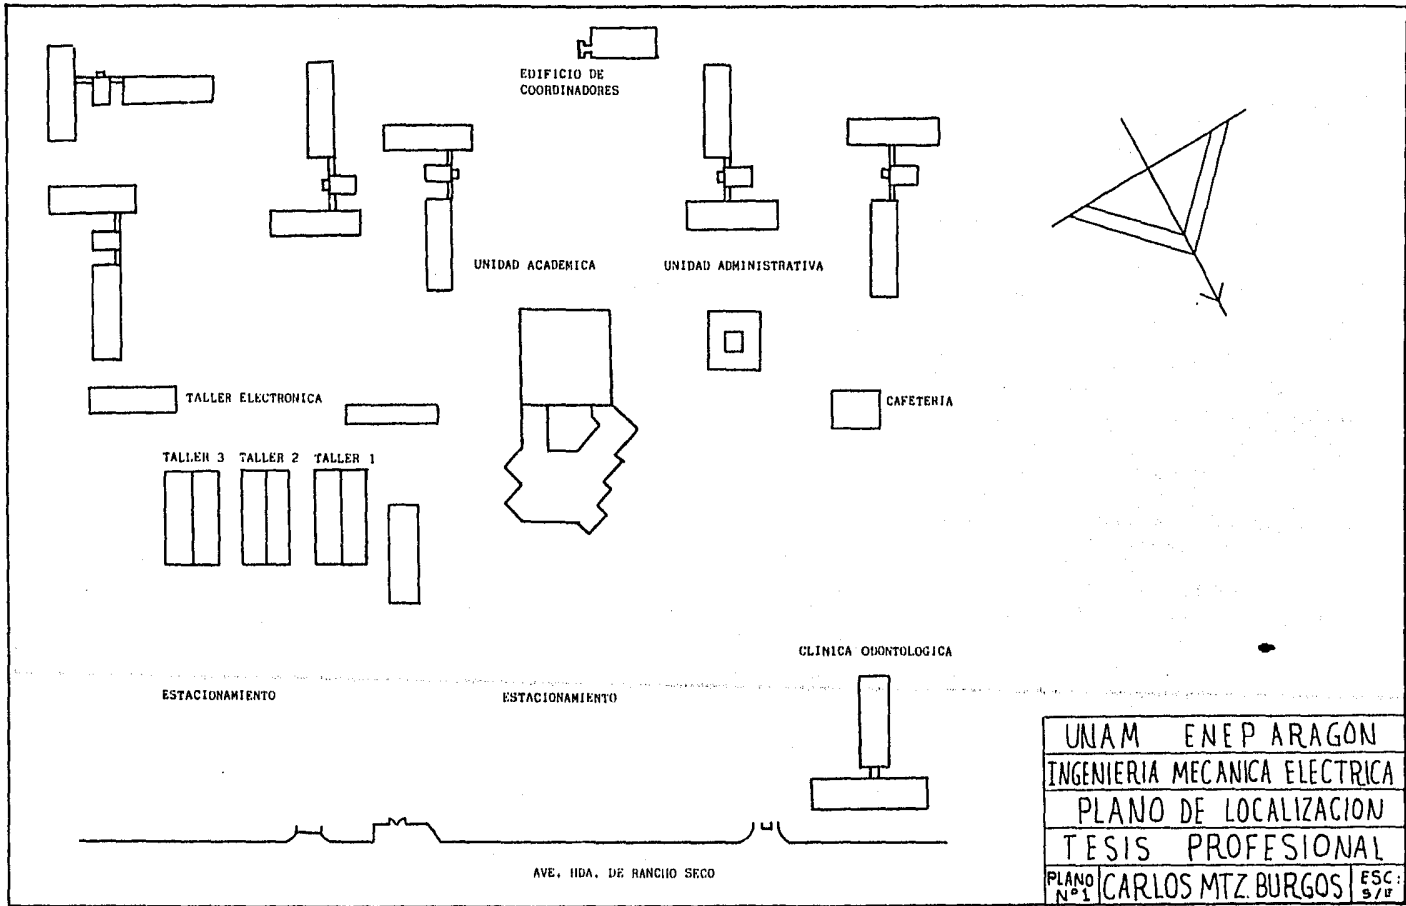 EDIFICIO DE
COORDINADORES
UNIDAD ACADEMICA
UNIDAD ADMINISTRATIVA
TALLER ELECTRONICA
CAFETERIA
TALLER 3
TALLER 2
TALLER 1
CLINICA ODONTOLOGICA
ESTACIONAMIENTO
ESTACIONAMIENTO
AVE. HDA. DE RANCHO SECO
UNAM ENEP ARAGON
INGENIERIA MECANICA ELECTRICA
PLANO DE LOCALIZACION
TESIS PROFESIONAL
PLANO
Nº1
CARLOS MTZ. BURGOS
ESC: